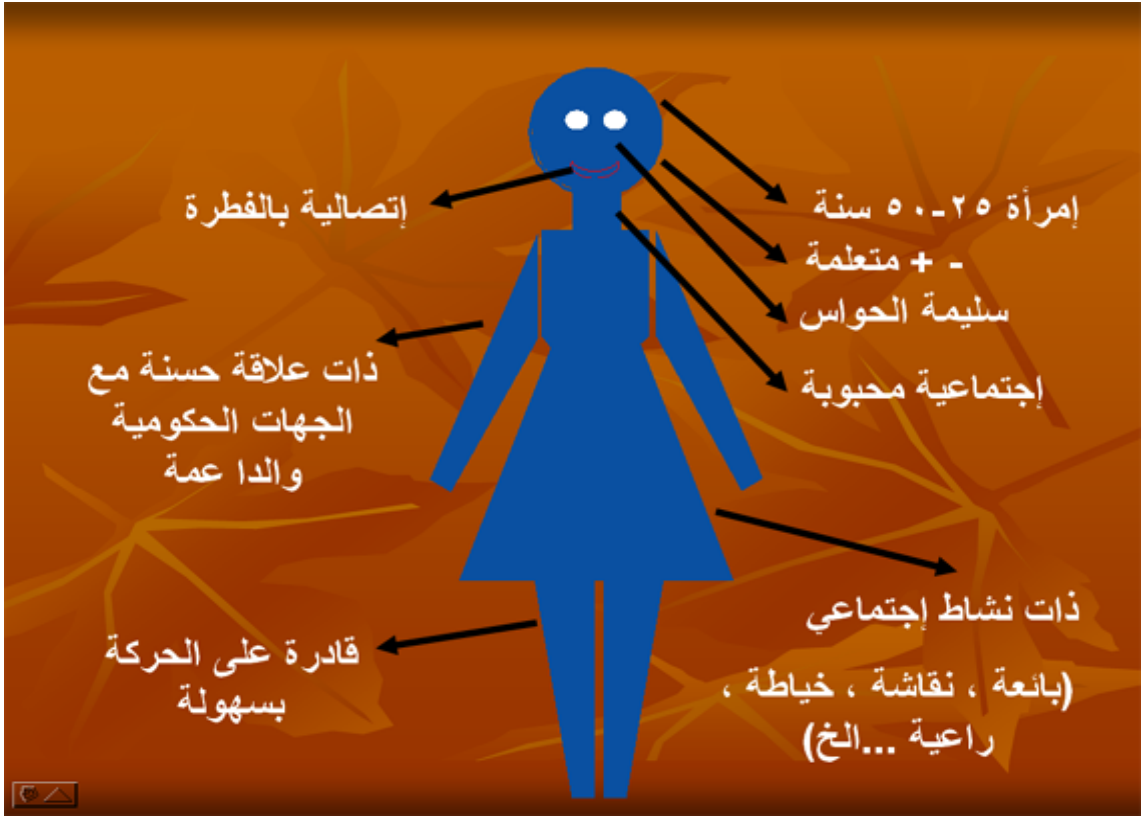 إمرأة ٢٥-٥٠ سنة
- + متعلمة
سليمة الحواس
إجتماعية محبوبة
إتصالية بالفطرة
ذات علاقة حسنة مع
الجهات الحكومية
والدا عمة
ذات نشاط إجتماعي
(بائعة ، نقاشة ، خياطة ،
راعية ...الخ)
قادرة على الحركة
بسهولة